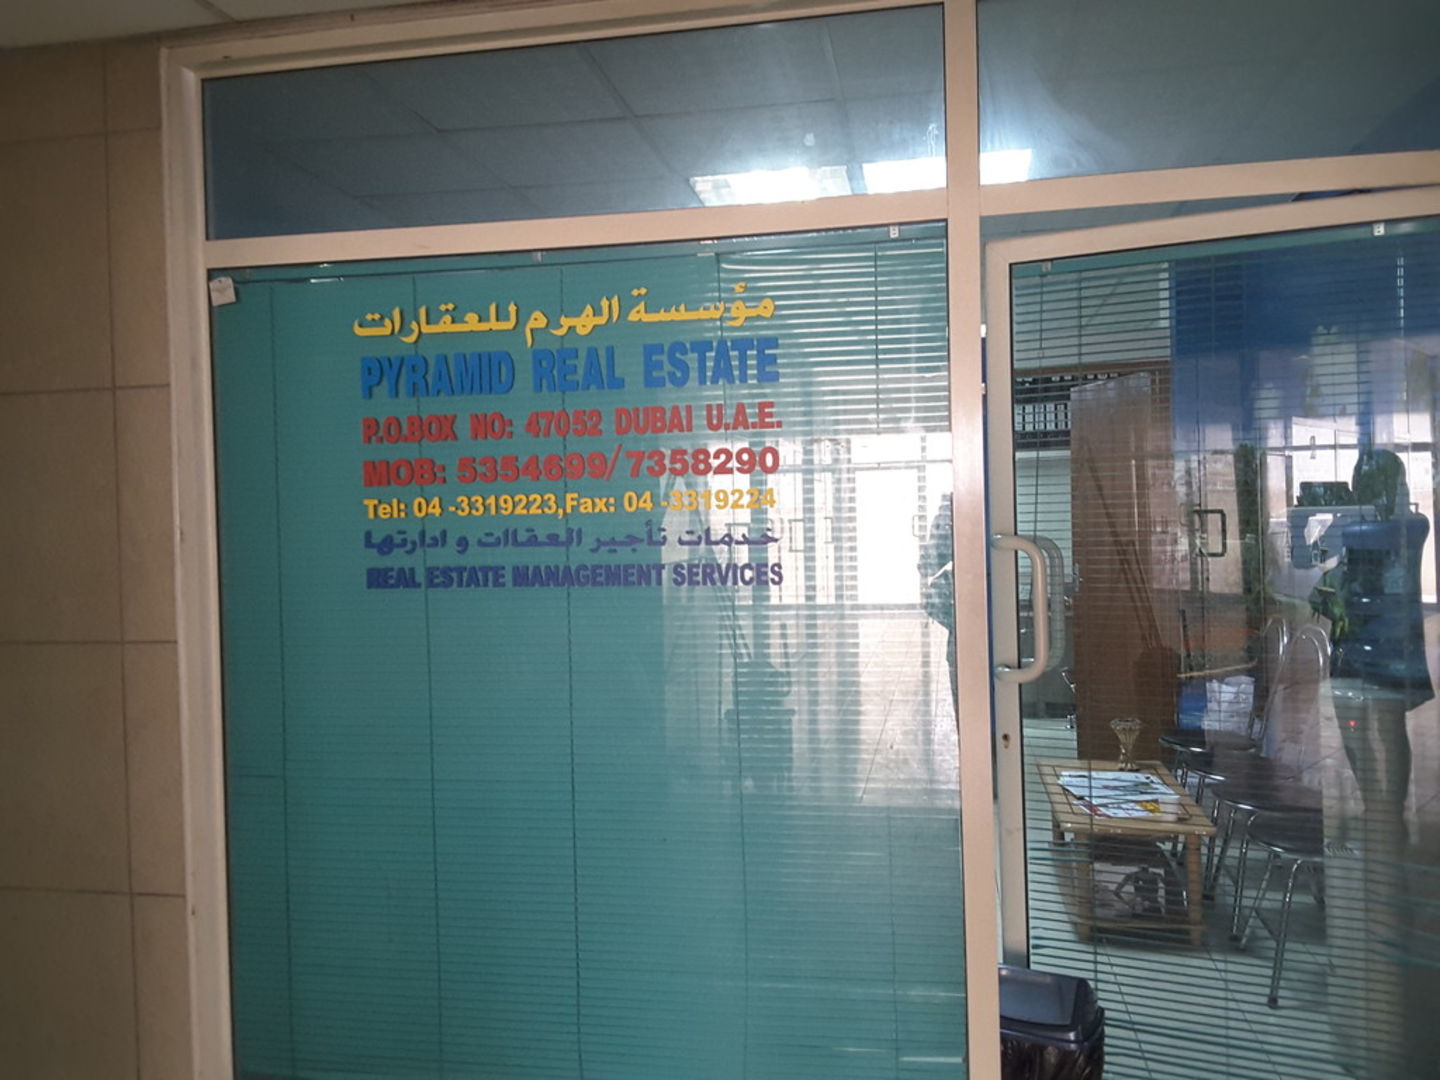 مؤسسة الهرم للعقارات
PYRAMID REAL ESTATE
P.O.BOX NO: 47052 DUBAI U.A.E.
MOB: 5354699/7358290
Tel: 04 -3319223,Fax: 04 -3319224
خدمات تأجير العقاات و ادارتها
REAL ESTATE MANAGEMENT SERVICES